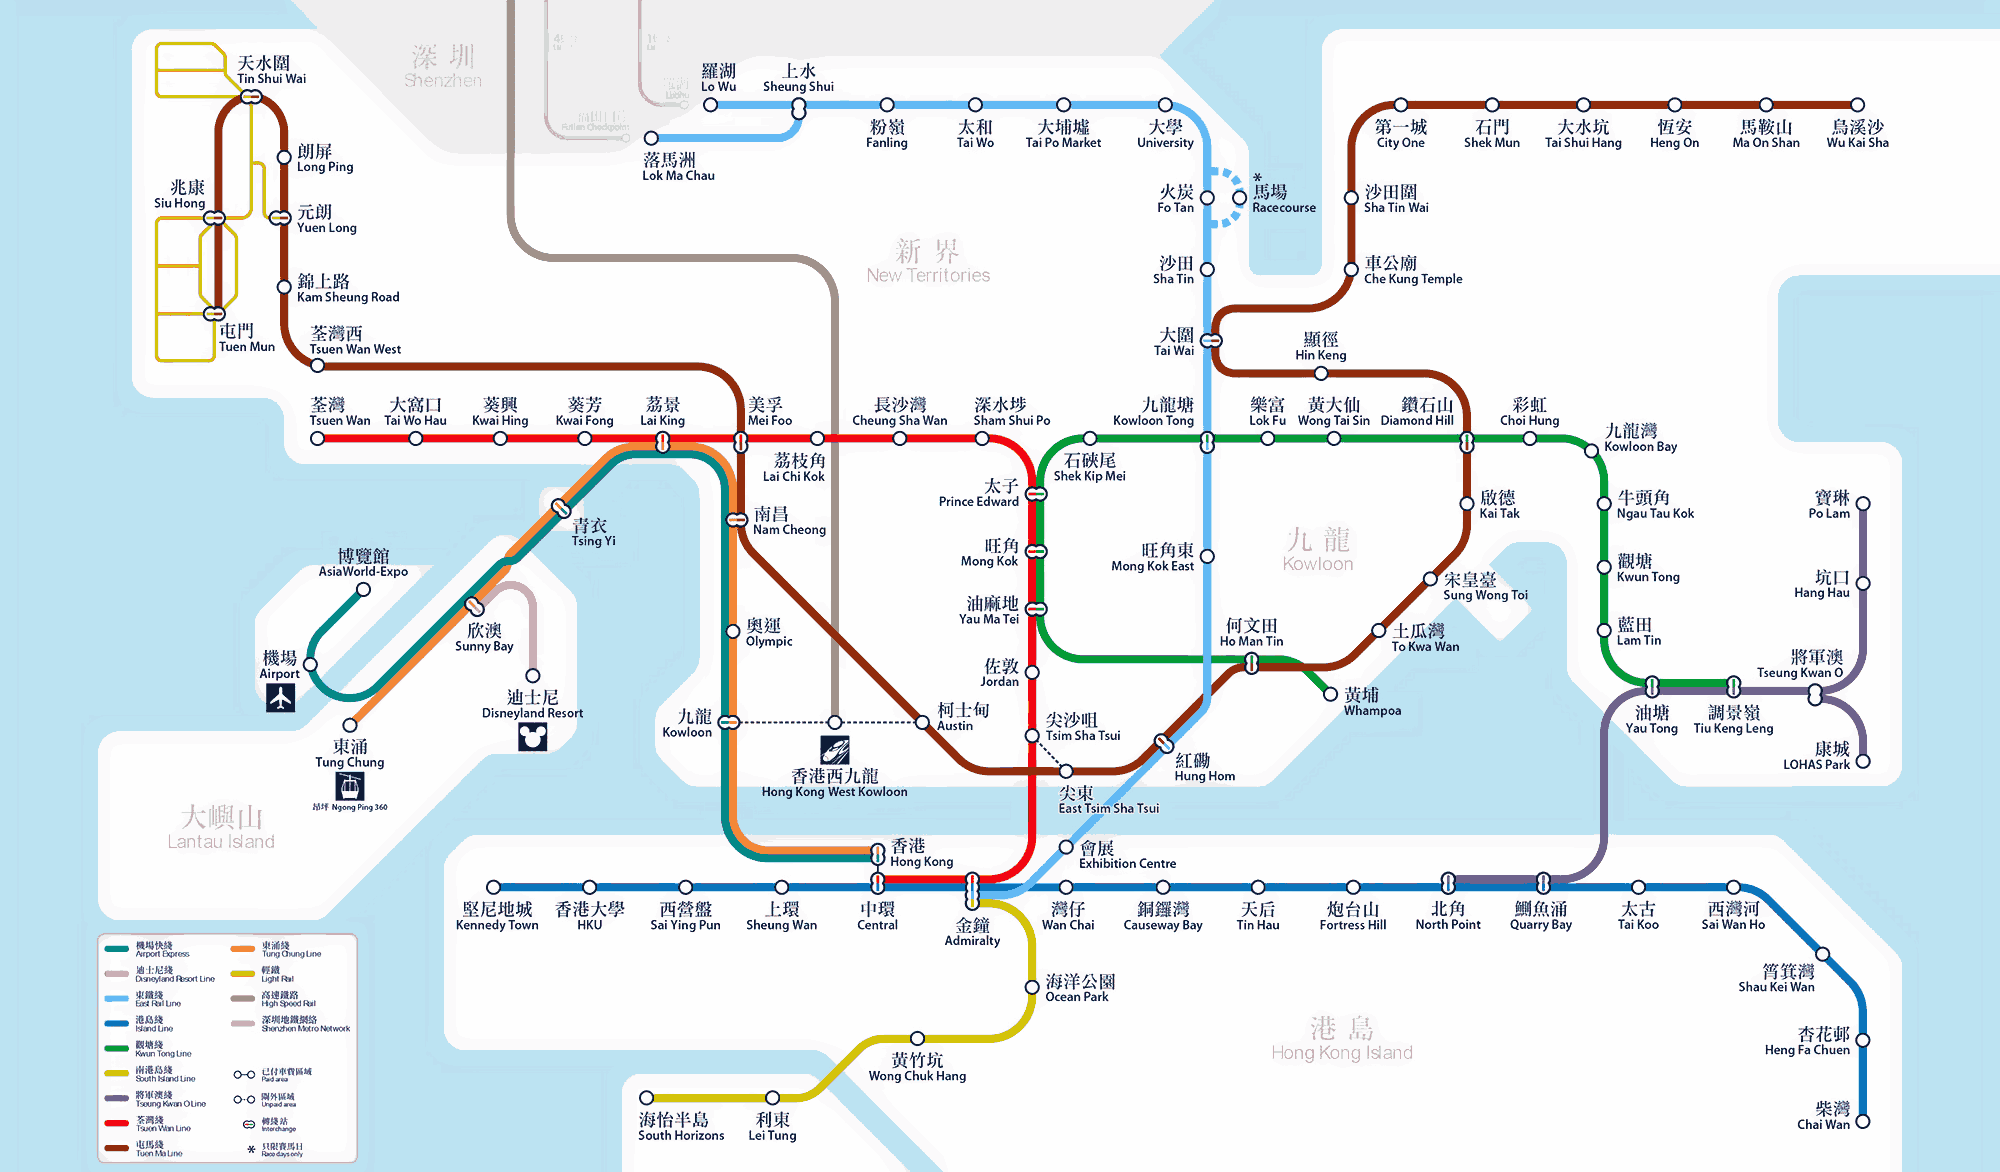 深圳
Shenzhen
天水圍
Tin Shui Wai
羅湖
Lo Wu
上水
Sheung Shui
落馬洲
Lok Ma Chau
粉嶺
Fanling
太和
Tai Wo
大埔墟
Tai Po Market
大學
University
第一城
City One
石門
Shek Mun
大水坑
Tai Shui Hang
恆安
Heng On
馬鞍山
Ma On Shan
烏溪沙
Wu Kai Sha
朗屏
Long Ping
兆康
Siu Hong
元朗
Yuen Long
火炭
Fo Tan
*
馬場
Racecourse
沙田圍
Sha Tin Wai
新界
New Territories
沙田
Sha Tin
車公廟
Che Kung Temple
錦上路
Kam Sheung Road
屯門
Tuen Mun
荃灣西
Tsuen Wan West
大圍
Tai Wai
顯徑
Hin Keng
荃灣
Tsuen Wan
大窩口
Tai Wo Hau
葵興
Kwai Hing
葵芳
Kwai Fong
荔景
Lai King
美孚
Mei Foo
長沙灣
Cheung Sha Wan
深水埗
Sham Shui Po
九龍塘
Kowloon Tong
樂富
Lok Fu
黃大仙
Wong Tai Sin
鑽石山
Diamond Hill
彩虹
Choi Hung
九龍灣
Kowloon Bay
荔枝角
Lai Chi Kok
石硤尾
Shek Kip Mei
太子
Prince Edward
啟德
Kai Tak
牛頭角
Ngau Tau Kok
寶琳
Po Lam
青衣
Tsing Yi
南昌
Nam Cheong
旺角
Mong Kok
旺角東
Mong Kok East
九龍
Kowloon
觀塘
Kwun Tong
坑口
Hang Hau
博覽館
AsiaWorld-Expo
宋皇臺
Sung Wong Toi
欣澳
Sunny Bay
奧運
Olympic
油麻地
Yau Ma Tei
何文田
Ho Man Tin
土瓜灣
To Kwa Wan
藍田
Lam Tin
機場
Airport
佐敦
Jordan
將軍澳
Tseung Kwan O
迪士尼
Disneyland Resort
九龍
Kowloon
柯士甸
Austin
尖沙咀
Tsim Sha Tsui
黃埔
Whampoa
油塘
Yau Tong
調景嶺
Tiu Keng Leng
東涌
Tung Chung
昂坪 Ngong Ping 360
香港西九龍
Hong Kong West Kowloon
紅磡
Hung Hom
康城
LOHAS Park
尖東
East Tsim Sha Tsui
大嶼山
Lantau Island
香港
Hong Kong
會展
Exhibition Centre
堅尼地城
Kennedy Town
香港大學
HKU
西營盤
Sai Ying Pun
上環
Sheung Wan
中環
Central
金鐘
Admiralty
灣仔
Wan Chai
銅鑼灣
Causeway Bay
天后
Tin Hau
炮台山
Fortress Hill
北角
North Point
鰂魚涌
Quarry Bay
太古
Tai Koo
西灣河
Sai Wan Ho
筲箕灣
Shau Kei Wan
海洋公園
Ocean Park
港島
Hong Kong Island
杏花邨
Heng Fa Chuen
黃竹坑
Wong Chuk Hang
海怡半島
South Horizons
利東
Lei Tung
柴灣
Chai Wan
機場快綫
Airport Express
東涌綫
Tung Chung Line
迪士尼綫
Disneyland Resort Line
輕鐵
Light Rail
東鐵綫
East Rail Line
高速鐵路
High Speed Rail
港島綫
Island Line
深圳地鐵網絡
Shenzhen Metro Network
觀塘綫
Kwun Tong Line
南港島綫
South Island Line
已付車費區域
Paid area
將軍澳綫
Tseung Kwan O Line
閘外區域
Unpaid area
荃灣綫
Tsuen Wan Line
轉綫站
Interchange
屯馬綫
Tuen Ma Line
* 只限賽馬日
Race days only